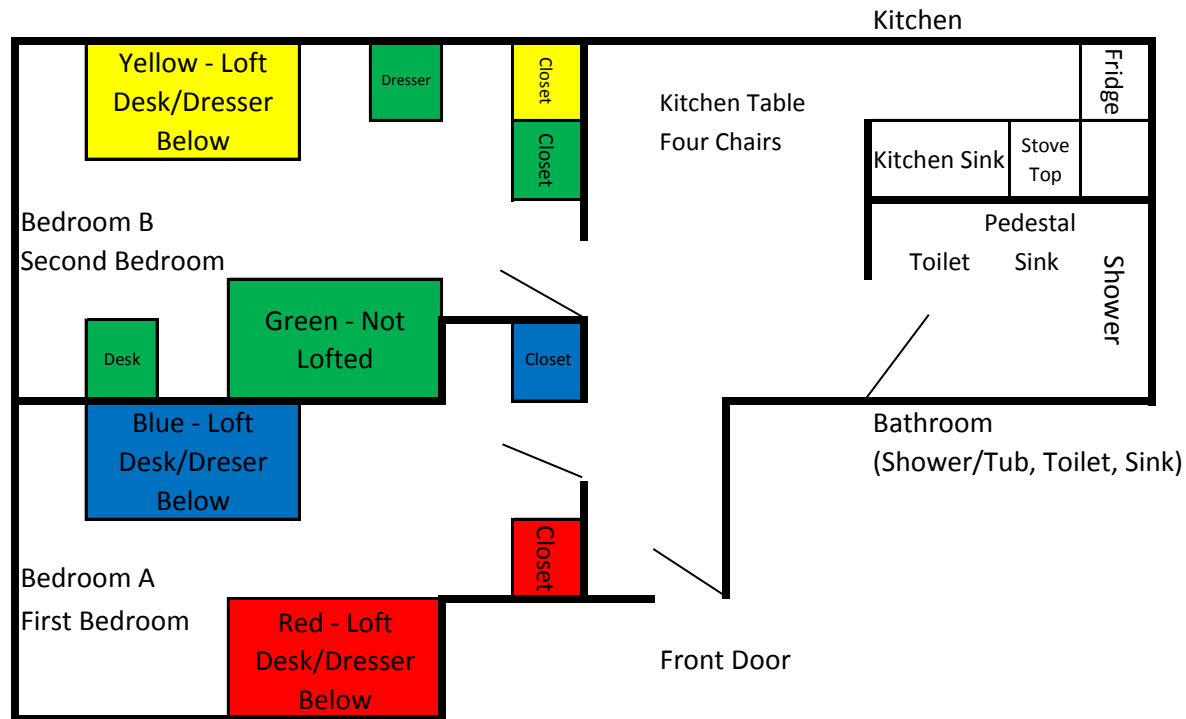 Kitchen
Yellow - Loft
Desk/Dresser
Below
Dresser
Closet
Closet
Kitchen Table
Four Chairs
Fridge
Kitchen Sink
Stove
Top
Bedroom B
Second Bedroom
Pedestal
Toilet
Sink
Shower
Green - Not
Lofted
Desk
Closet
Blue - Loft
Desk/Dreser
Below
Bathroom
(Shower/Tub, Toilet, Sink)
Closet
Bedroom A
First Bedroom
Red - Loft
Desk/Dresser
Below
Front Door